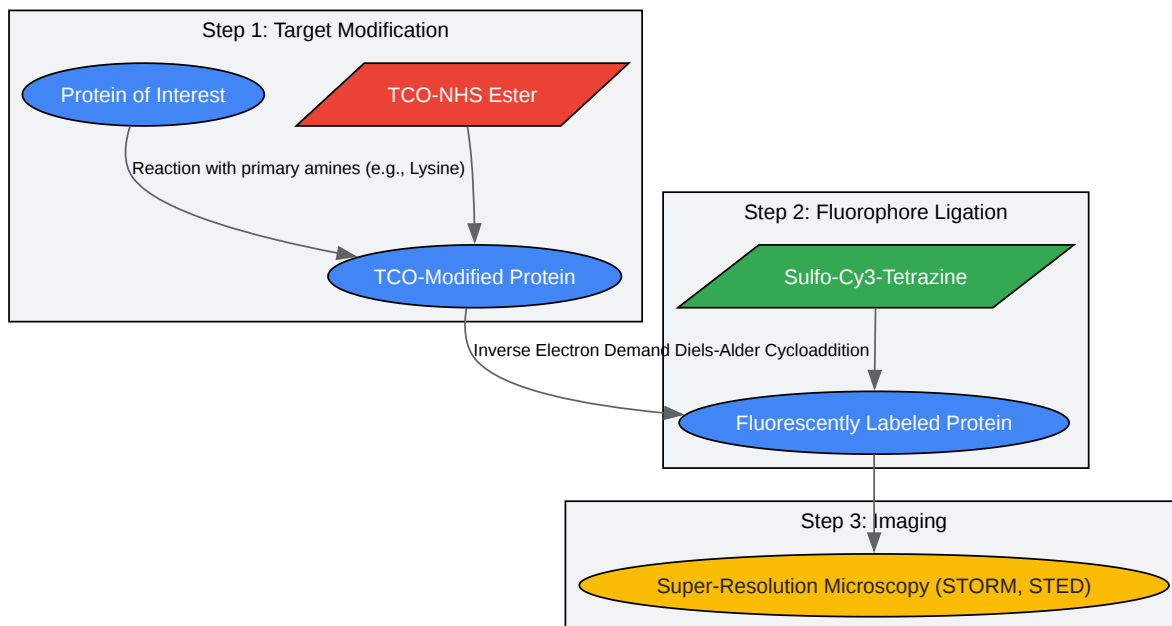 Step 1: Target Modification
Protein of Interest
TCO-NHS Ester
Reaction with primary amines (e.g., Lysine)
TCO-Modified Protein
Step 2: Fluorophore Ligation
Sulfo-Cy3-Tetrazine
Inverse Electron Demand Diels-Alder Cycloaddition
Fluorescently Labeled Protein
Step 3: Imaging
Super-Resolution Microscopy (STORM, STED)